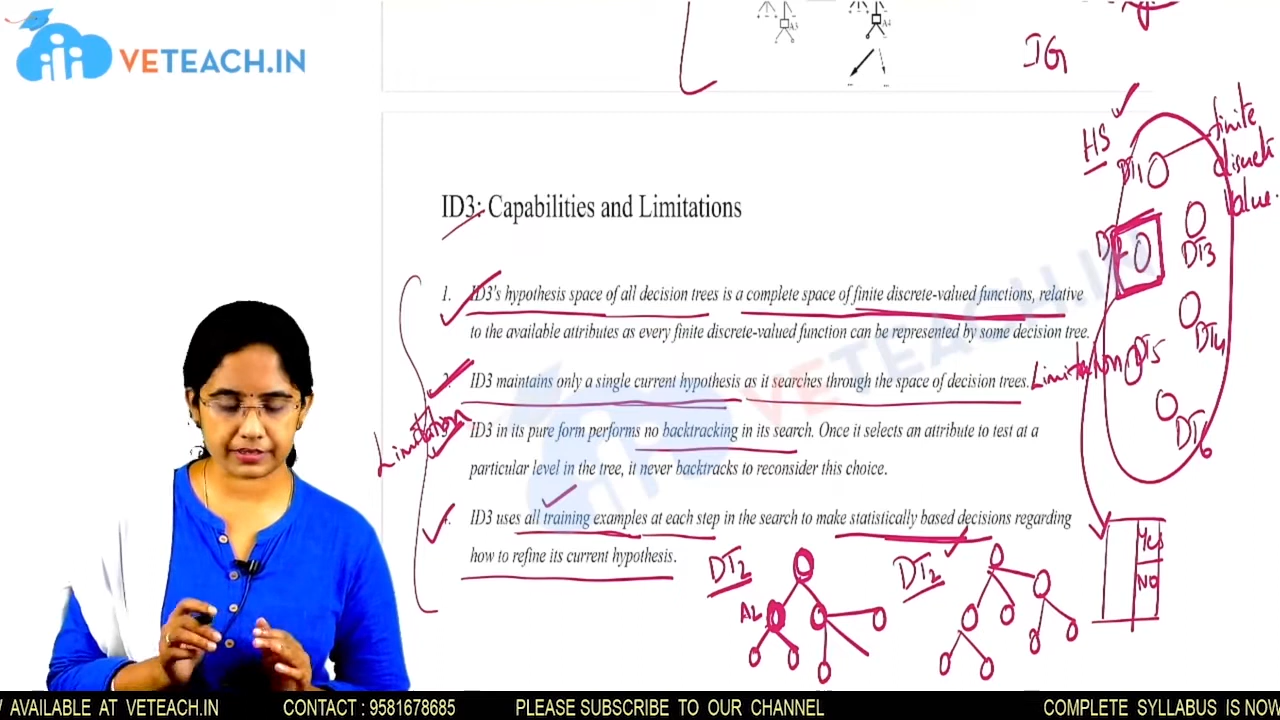 VETEACH.IN
A3
A4
IG
HS
finite
discrete
value.
DT1
DT3
DT4
DT5
DT6
ID3: Capabilities and Limitations
1. ID3's hypothesis space of all decision trees is a complete space of finite discrete-valued functions, relative
to the available attributes as every finite discrete-valued function can be represented by some decision tree.
ID3 maintains only a single current hypothesis as it searches through the space of decision trees.
Limitation
Limitation
ID3 in its pure form performs no backtracking in its search. Once it selects an attribute to test at a
particular level in the tree, it never backtracks to reconsider this choice.
ID3 uses all training examples at each step in the search to make statistically based decisions regarding
how to refine its current hypothesis.
DT2
A2
DT2
Yes
NO
VETEACH.IN
AVAILABLE AT VETEACH.IN CONTACT : 9581678685 PLEASE SUBSCRIBE TO OUR CHANNEL COMPLETE SYLLABUS IS NOW